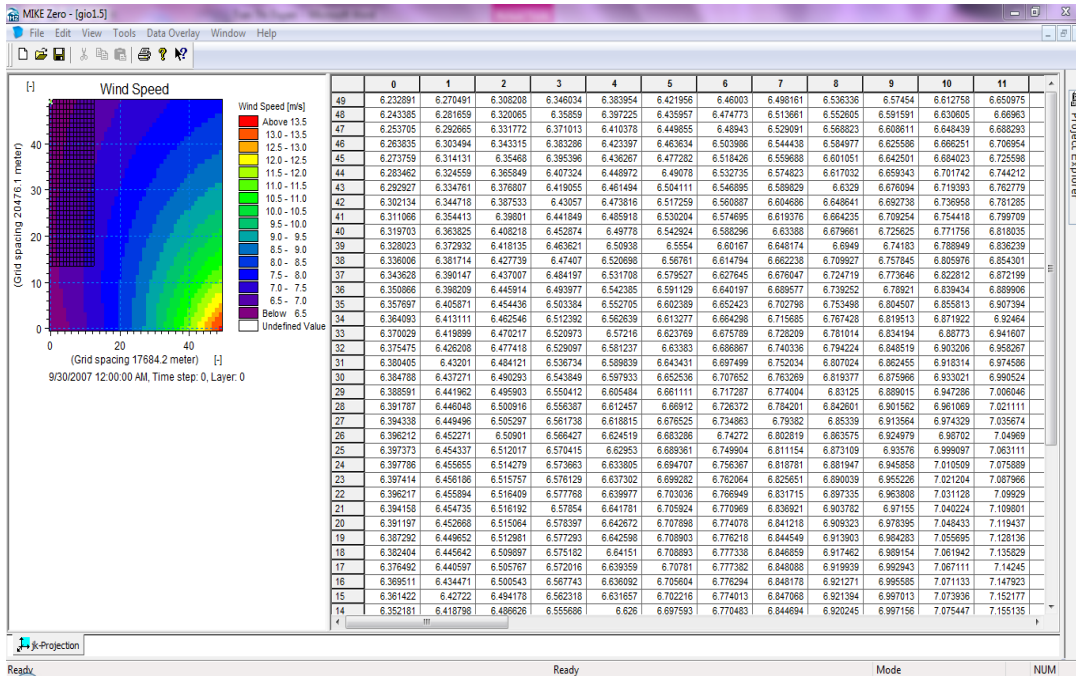 MIKE Zero - [gio1.5]
File Edit View Tools Data Overlay Window Help
[-]
Wind Speed
Wind Speed [m/s]
Above 13.5
13.0 - 13.5
12.5 - 13.0
12.0 - 12.5
11.5 - 12.0
11.0 - 11.5
10.5 - 11.0
10.0 - 10.5
9.5 - 10.0
9.0 - 9.5
8.5 - 9.0
8.0 - 8.5
7.5 - 8.0
7.0 - 7.5
6.5 - 7.0
Below 6.5
Undefined Value
(Grid spacing 20476.1 meter)
40
30
20
10
0
0 20 40
(Grid spacing 17684.2 meter) [-]
9/30/2007 12:00:00 AM, Time step: 0, Layer: 0
0 1 2 3 4 5 6 7 8 9 10 11
49 6.232891 6.270491 6.308208 6.346034 6.383954 6.421956 6.46003 6.498161 6.536336 6.57454 6.612758 6.650975
48 6.243385 6.281659 6.320065 6.35859 6.397225 6.435957 6.474773 6.513661 6.552605 6.591591 6.630605 6.66963
47 6.253705 6.292665 6.331772 6.371013 6.410378 6.449855 6.48943 6.529091 6.568823 6.608611 6.648439 6.688293
46 6.263835 6.303494 6.343315 6.383286 6.423397 6.463634 6.503986 6.544438 6.584977 6.625586 6.666251 6.706954
45 6.273759 6.314131 6.35468 6.395396 6.436267 6.477282 6.518426 6.559688 6.601051 6.642501 6.684023 6.725598
44 6.283462 6.324559 6.365849 6.407324 6.448972 6.49078 6.532735 6.574823 6.617032 6.659343 6.701742 6.744212
43 6.292927 6.334761 6.376807 6.419055 6.461494 6.504111 6.546895 6.589829 6.6329 6.676094 6.719393 6.762779
42 6.302134 6.344718 6.387533 6.43057 6.473816 6.517259 6.560887 6.604686 6.648641 6.692738 6.736958 6.781285
41 6.311066 6.354413 6.39801 6.441849 6.485918 6.530204 6.574695 6.619376 6.664235 6.709254 6.754418 6.799709
40 6.319703 6.363825 6.408218 6.452874 6.49778 6.542924 6.588296 6.63388 6.679661 6.725625 6.771756 6.818035
39 6.328023 6.372932 6.418135 6.463621 6.50938 6.5554 6.60167 6.648174 6.6949 6.74183 6.788949 6.836239
38 6.336006 6.381714 6.427739 6.47407 6.520698 6.56761 6.614794 6.662238 6.709927 6.757845 6.805976 6.854301
37 6.343628 6.390147 6.437007 6.484197 6.531708 6.579527 6.627645 6.676047 6.724719 6.773646 6.822812 6.872199
36 6.350866 6.398209 6.445914 6.493977 6.542385 6.591129 6.640197 6.689577 6.739252 6.78921 6.839434 6.889906
35 6.357697 6.405871 6.454436 6.503384 6.552705 6.602389 6.652423 6.702798 6.753498 6.804507 6.855813 6.907394
34 6.364093 6.413111 6.462546 6.512392 6.562639 6.613277 6.664298 6.715685 6.767428 6.819513 6.871922 6.92464
33 6.370029 6.419899 6.470217 6.520973 6.57216 6.623769 6.675789 6.728209 6.781014 6.834194 6.88773 6.941607
32 6.375475 6.426208 6.477418 6.529097 6.581237 6.63383 6.686867 6.740336 6.794224 6.848519 6.903206 6.958267
31 6.380405 6.43201 6.484121 6.536734 6.589839 6.643431 6.697499 6.752034 6.807024 6.862455 6.918314 6.974586
30 6.384788 6.437271 6.490293 6.543849 6.597933 6.652536 6.707652 6.763269 6.819377 6.875966 6.933021 6.990524
29 6.388591 6.441962 6.495903 6.550412 6.605484 6.661111 6.717287 6.774004 6.83125 6.889015 6.947286 7.006046
28 6.391787 6.446048 6.500916 6.556387 6.612457 6.66912 6.726372 6.784201 6.842601 6.901562 6.961069 7.021111
27 6.394338 6.449496 6.505297 6.561738 6.618815 6.676525 6.734863 6.79382 6.85339 6.913564 6.974329 7.035674
26 6.396212 6.452271 6.50901 6.566427 6.624519 6.683286 6.74272 6.802819 6.863575 6.924979 6.98702 7.04969
25 6.397373 6.454337 6.512017 6.570415 6.62953 6.689361 6.749904 6.811154 6.873109 6.93576 6.999097 7.063111
24 6.397786 6.455655 6.514279 6.573663 6.633805 6.694707 6.756367 6.818781 6.881947 6.945858 7.010509 7.075889
23 6.397414 6.456186 6.515757 6.576129 6.637302 6.699282 6.762064 6.825651 6.890039 6.955226 7.021204 7.087966
22 6.396217 6.455894 6.516409 6.577768 6.639977 6.703036 6.766949 6.831715 6.897335 6.963808 7.031128 7.09929
21 6.394158 6.454735 6.516192 6.57854 6.641781 6.705924 6.770969 6.836921 6.903782 6.97155 7.040224 7.109801
20 6.391197 6.452668 6.515064 6.578397 6.642672 6.707898 6.774078 6.841218 6.909323 6.978395 7.048433 7.119437
19 6.387292 6.449652 6.512981 6.577293 6.642598 6.708903 6.776218 6.844549 6.913903 6.984283 7.055695 7.128136
18 6.382404 6.445642 6.509897 6.575182 6.64151 6.708893 6.777338 6.846859 6.917462 6.989154 7.061942 7.135829
17 6.376492 6.440597 6.505767 6.572016 6.639359 6.70781 6.777382 6.848088 6.919939 6.992943 7.067111 7.14245
16 6.369511 6.434471 6.500543 6.567743 6.636092 6.705604 6.776294 6.848178 6.921271 6.995585 7.071133 7.147923
15 6.361422 6.42722 6.494178 6.562318 6.631657 6.702216 6.774013 6.847068 6.921394 6.997013 7.073936 7.152177
14 6.352181 6.418798 6.486626 6.555686 6.626 6.697593 6.770483 6.844694 6.920245 6.997156 7.075447 7.155135
Project Explorer
jk-Projection
Ready Ready Mode NUM